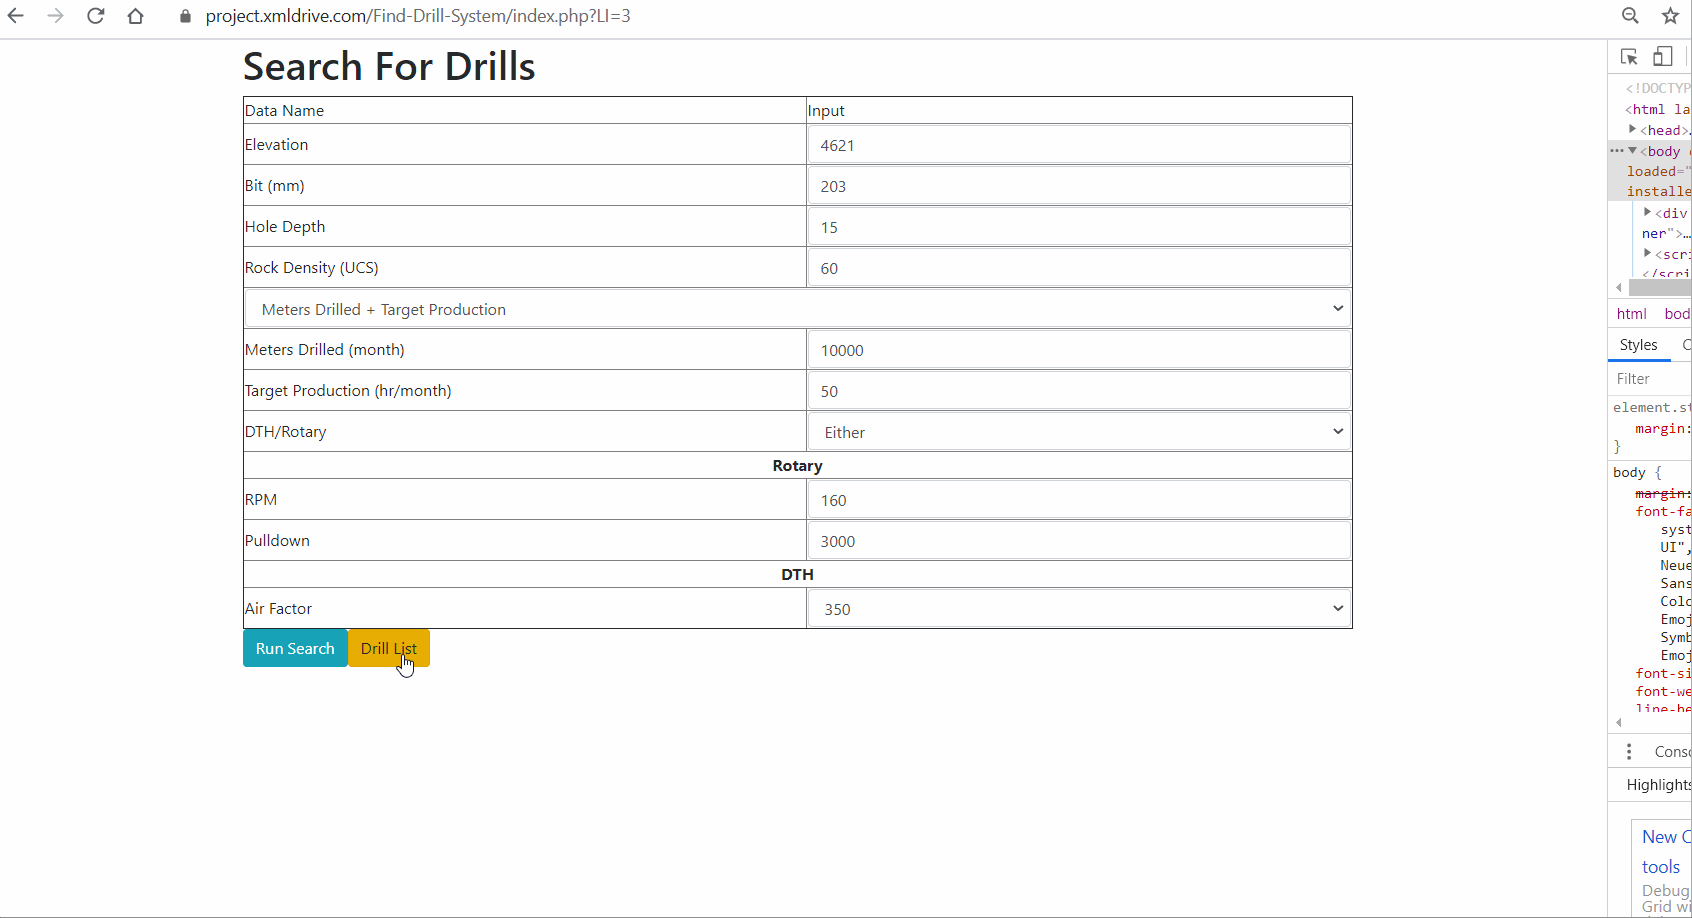 project.xmldrive.com/Find-Drill-System/index.php?LI=3
Search For Drills
Data Name Input
Elevation 4621
Bit (mm) 203
Hole Depth 15
Rock Density (UCS) 60
Meters Drilled + Target Production
Meters Drilled (month) 10000
Target Production (hr/month) 50
DTH/Rotary Either
Rotary
RPM 160
Pulldown 3000
DTH
Air Factor 350
Run Search Drill List
<!DOCTYP
<html la
<head>…
<body
loaded="
installe
<div
ner">…
<scri
</scri
html bod
Styles C
Filter
element.st
margin:
}
body {
margin:
font-fa
syst
UI",
Neue
Sans
Colo
Emoj
Symb
Emoj
font-si
font-we
line-he
Conso
Highlights
New C
tools
Debug
Grid wi